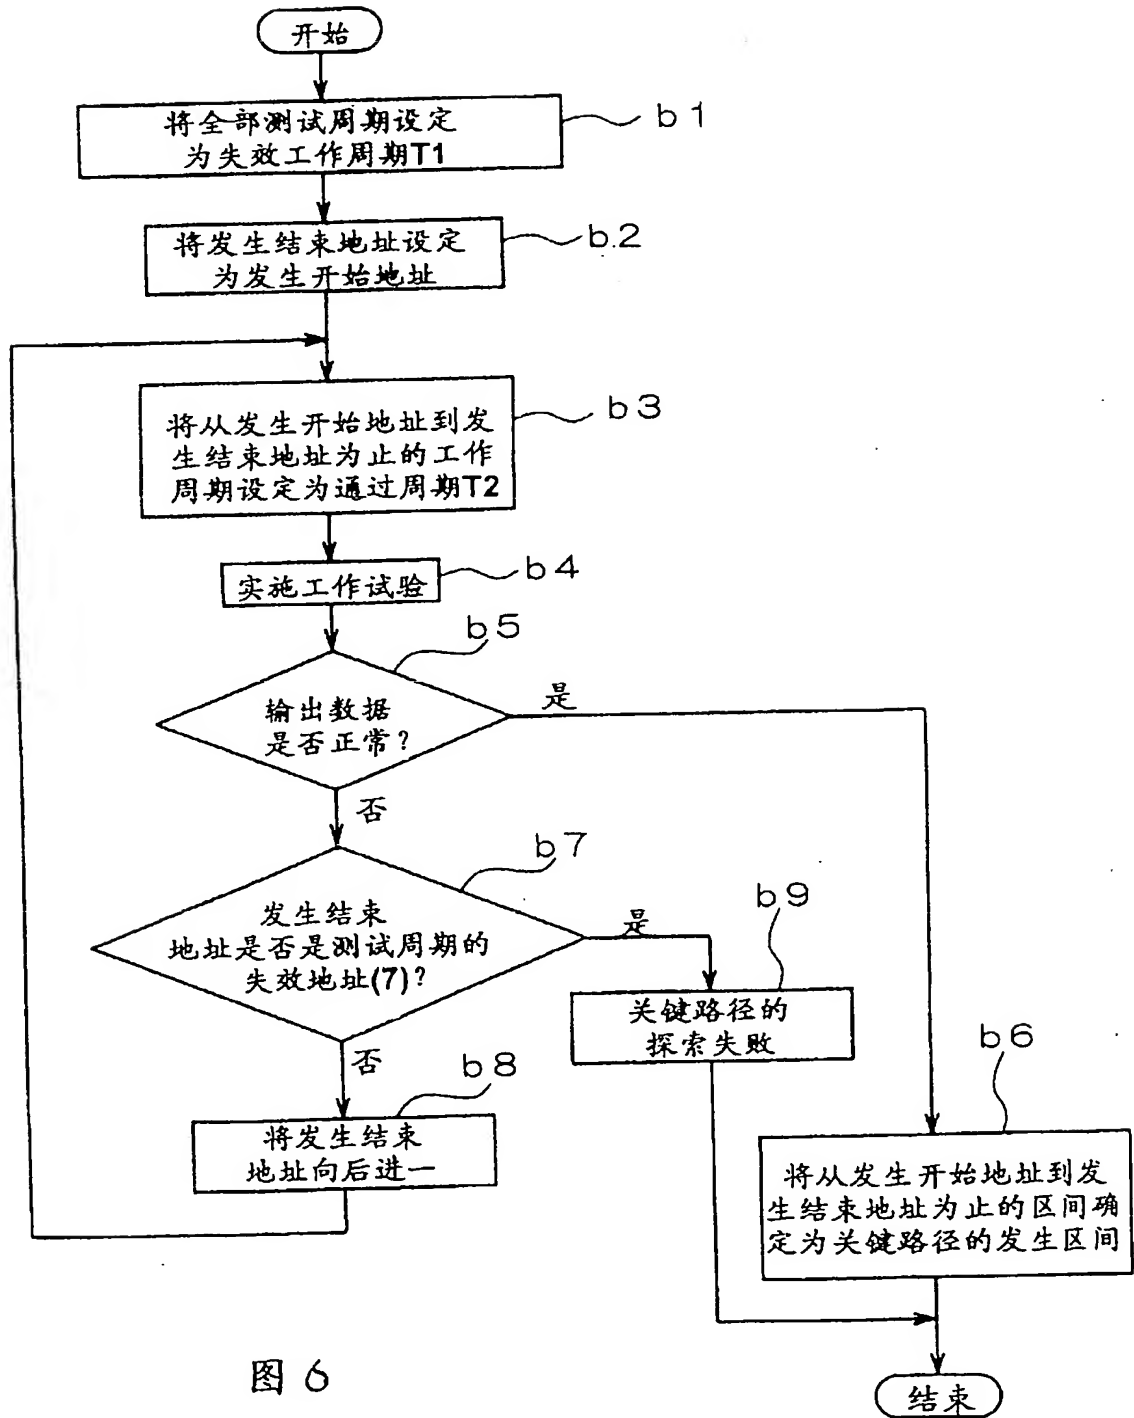 开始
将全部测试周期设定
为失效工作周期T1
b1
将发生结束地址设定
为发生开始地址
b.2
将从发生开始地址到发
生结束地址为止的工作
周期设定为通过周期T2
b3
实施工作试验
b4
b5
输出数据
是否正常？
是
否
b7
发生结束
地址是否是测试周期的
失效地址(7)？
是
b9
关键路径的
探索失败
否
b8
将发生结束
地址向后进一
b6
将从发生开始地址到发
生结束地址为止的区间确
定为关键路径的发生区间
结束
图 6